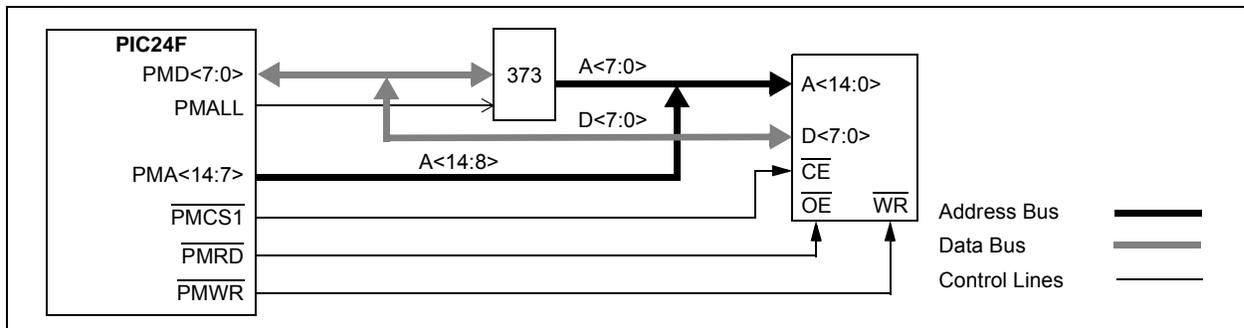 PIC24F
PMD<7:0>
PMALL
PMA<14:7>
PMCS1
PMRD
PMWR
373
A<7:0>
D<7:0>
A<14:8>
A<14:0>
D<7:0>
CE
OE WR
Address Bus
Data Bus
Control Lines